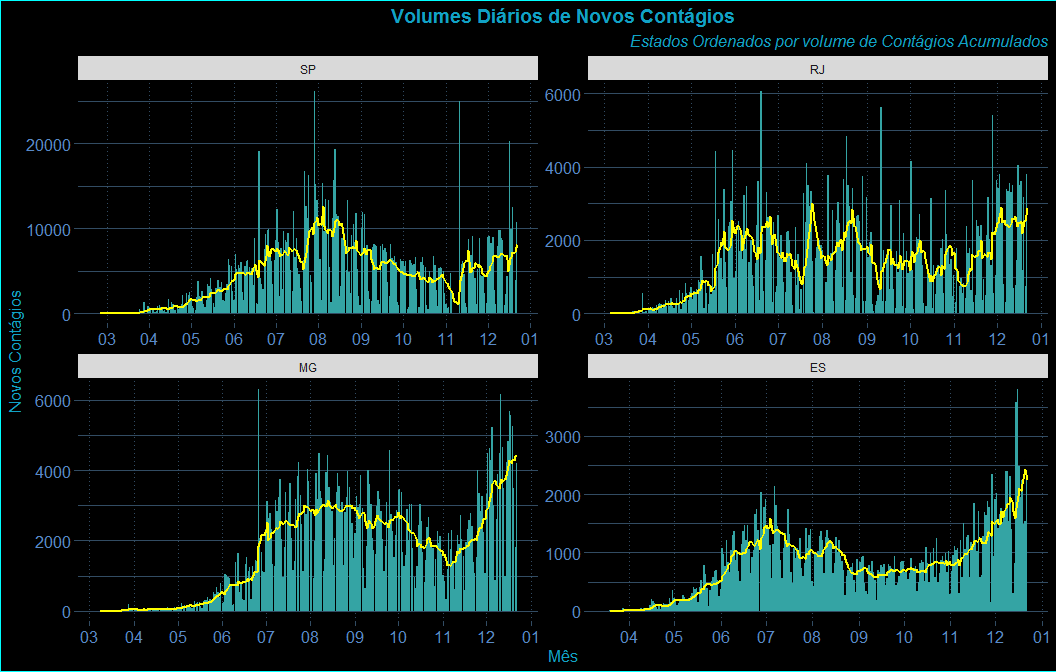 Volumes Diários de Novos Contágios
Estados Ordenados por volume de Contágios Acumulados
Novos Contágios
SP
20000
10000
0
03 04 05 06 07 08 09 10 11 12 01
RJ
6000
4000
2000
0
03 04 05 06 07 08 09 10 11 12 01
MG
6000
4000
2000
0
03 04 05 06 07 08 09 10 11 12 01
ES
3000
2000
1000
0
04 05 06 07 08 09 10 11 12 01
Mês